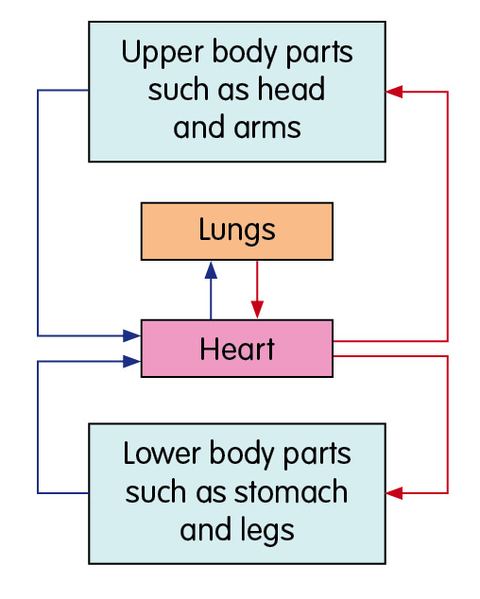 Upper body parts
such as head
and arms
Lungs
Heart
Lower body parts
such as stomach
and legs